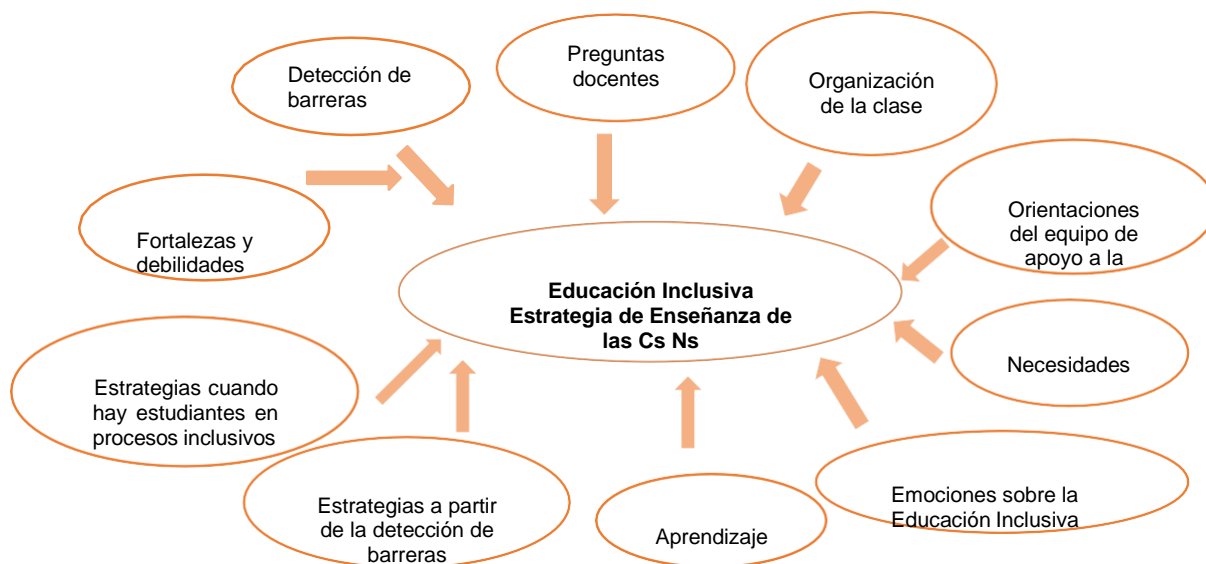 Preguntas
docentes
Detección de
barreras
Organización
de la clase
Orientaciones
del equipo de
apoyo a la
Fortalezas y
debilidades
Educación Inclusiva
Estrategia de Enseñanza de
las Cs Ns
Necesidades
Estrategias cuando
hay estudiantes en
procesos inclusivos
Estrategias a partir
de la detección de
barreras
Aprendizaje
Emociones sobre la
Educación Inclusiva